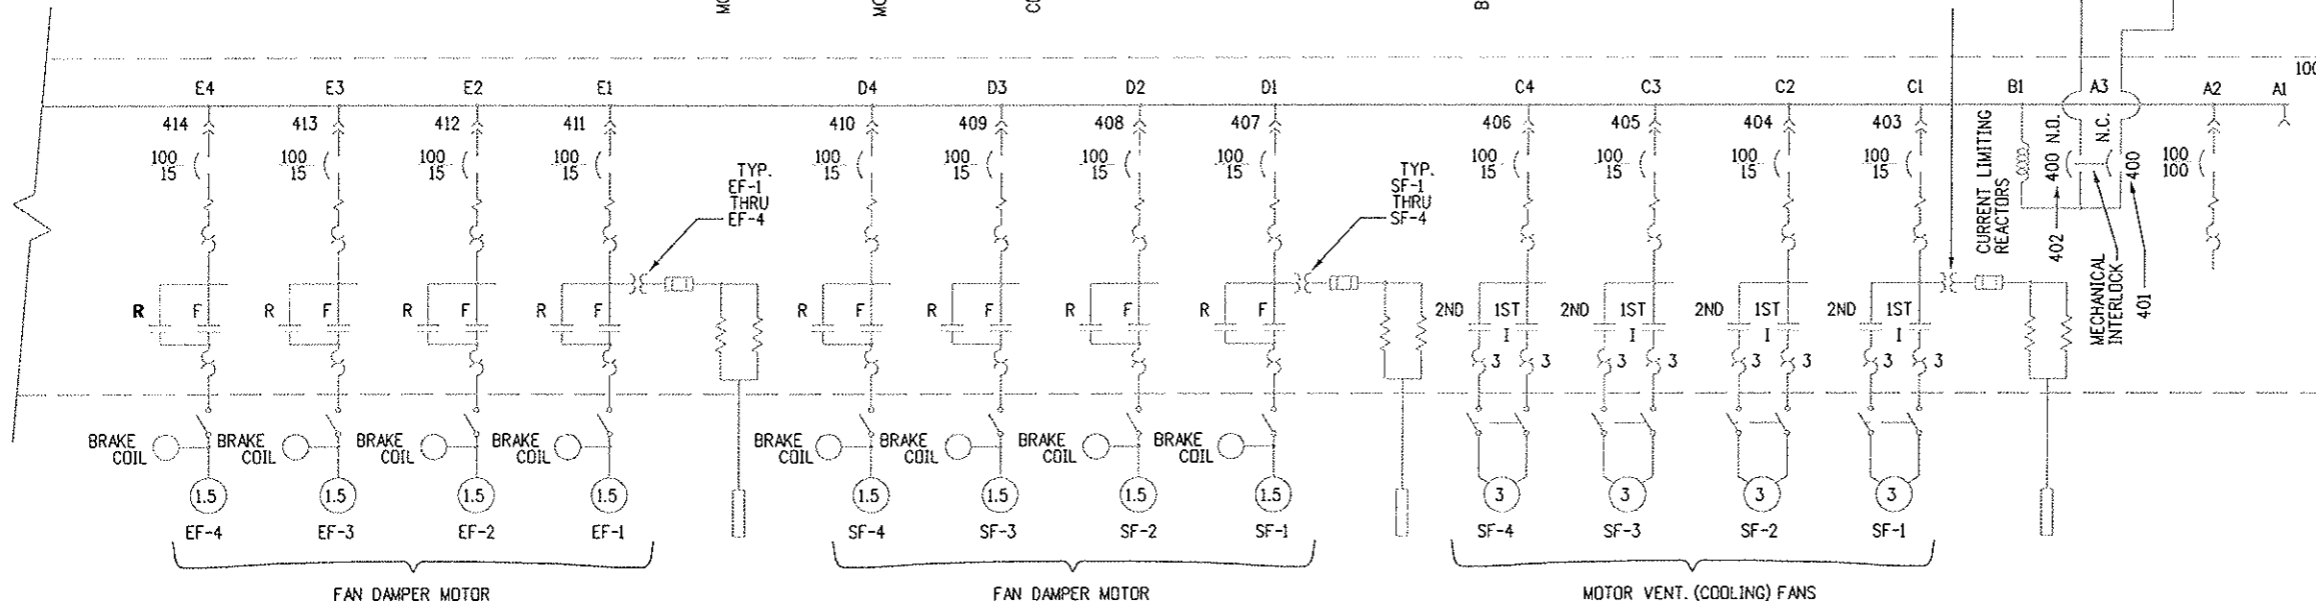 100
E4 E3 E2 E1 D4 D3 D2 D1 C4 C3 C2 C1 B1 A3 A2 A1
414 413 412 411 410 409 408 407 406 405 404 403
100 100 100 100 100 100 100 100 100 100 100 100 100
15 15 15 15 15 15 15 15 15 15 15 15 100
TYP.
EF-1
THRU
EF-4
TYP.
SF-1
THRU
SF-4
CURRENT LIMITING
REACTORS
400 N.O.
N.C.
400
402
MECHANICAL
INTERLOCK
401
R F R F R F R F R F R F R F R F 2ND 1ST 2ND 1ST 2ND 1ST 2ND 1ST
I I I I
3 3 3 3 3 3 3 3
BRAKE COIL BRAKE COIL BRAKE COIL BRAKE COIL BRAKE COIL BRAKE COIL BRAKE COIL BRAKE COIL
1.5 1.5 1.5 1.5 1.5 1.5 1.5 1.5 3 3 3 3
EF-4 EF-3 EF-2 EF-1 SF-4 SF-3 SF-2 SF-1 SF-4 SF-3 SF-2 SF-1
FAN DAMPER MOTOR FAN DAMPER MOTOR MOTOR VENT. (COOLING) FANS